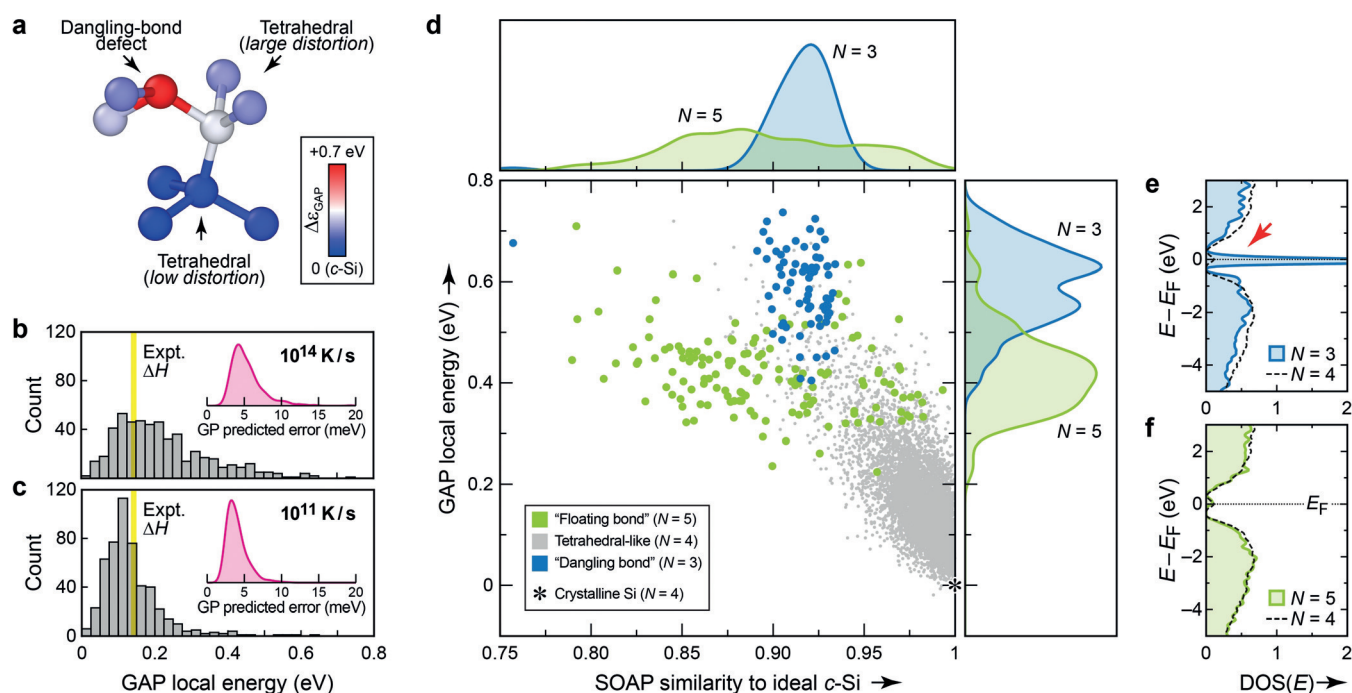 a
Dangling-bond
defect
Tetrahedral
(large distortion)
+0.7 eV
ΔεGAP
0 (c-Si)
Tetrahedral
(low distortion)
b
120
80
40
Count
Expt.
ΔH
10¹⁴ K/s
0 5 10 15 20
GP predicted error (meV)
c
120
80
40
0
Count
Expt.
ΔH
10¹¹ K/s
0 5 10 15 20
GP predicted error (meV)
0 0.2 0.4 0.6 0.8
GAP local energy (eV)
d
N = 3
N = 5
0.8
0.6
0.4
0.2
0
GAP local energy (eV)
"Floating bond" (N = 5)
Tetrahedral-like (N = 4)
"Dangling bond" (N = 3)
* Crystalline Si (N = 4)
*
0.75 0.80 0.85 0.90 0.95 1
SOAP similarity to ideal c-Si
N = 3
N = 5
e
2
0
−2
−4
E − EF (eV)
N = 3
N = 4
0 1 2
f
2
0
−2
−4
E − EF (eV)
EF
N = 5
N = 4
0 1 2
DOS(E)